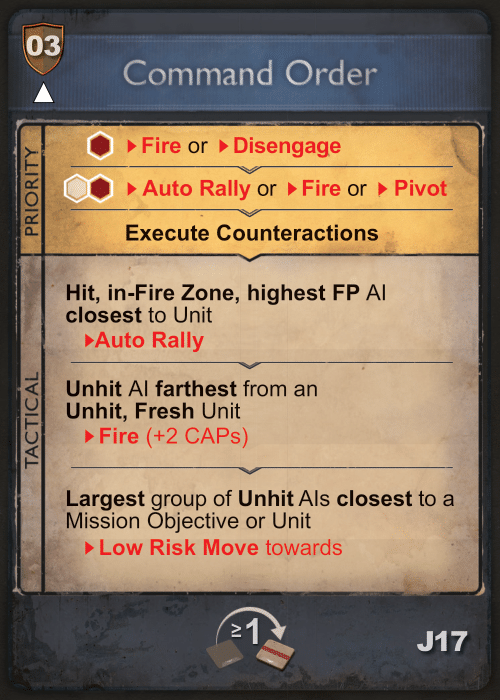 03
Command Order
PRIORITY
Fire or Disengage
Auto Rally or Fire or Pivot
Execute Counteractions
TACTICAL
Hit, in-Fire Zone, highest FP AI
closest to Unit
Auto Rally
Unhit AI farthest from an
Unhit, Fresh Unit
Fire (+2 CAPs)
Largest group of Unhit AIs closest to a
Mission Objective or Unit
Low Risk Move towards
≥1
J17